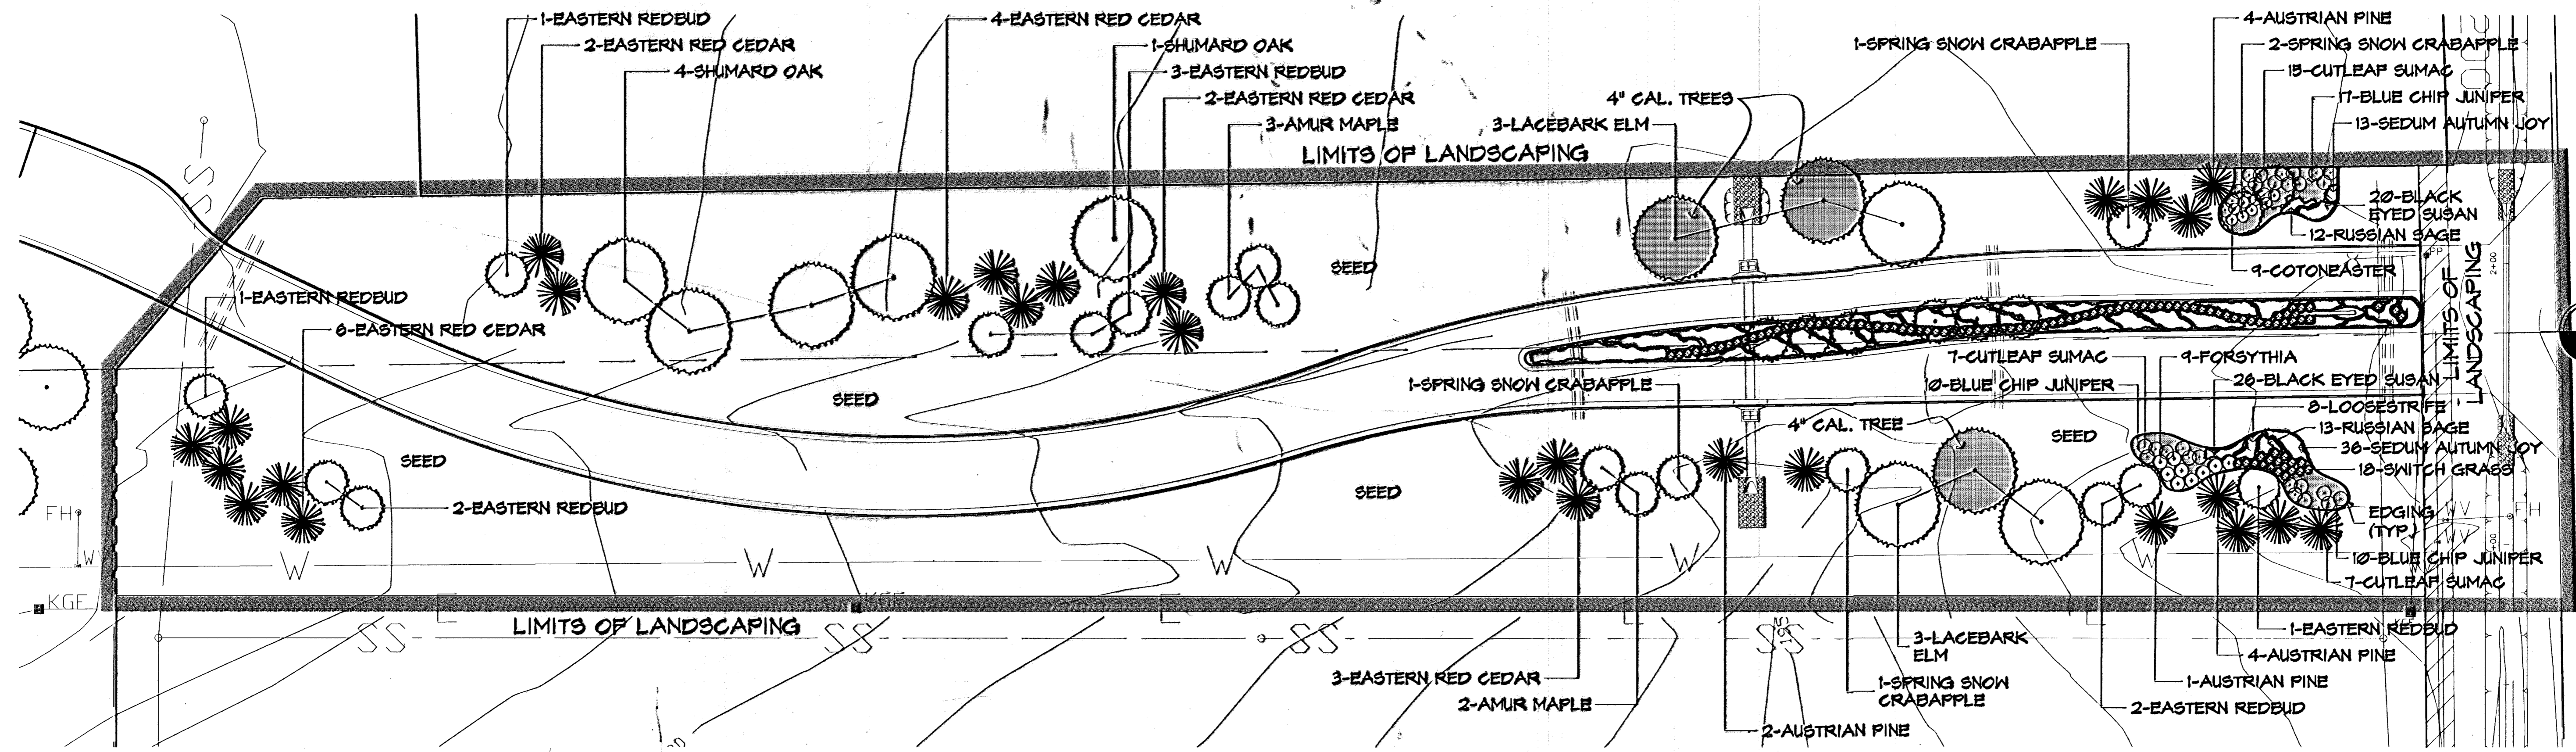 1-EASTERN REDBUD
2-EASTERN RED CEDAR
4-SHUMARD OAK
4-EASTERN RED CEDAR
1-SHUMARD OAK
3-EASTERN REDBUD
2-EASTERN RED CEDAR
3-AMUR MAPLE
4" CAL. TREES
3-LACEBARK ELM
LIMITS OF LANDSCAPING
1-SPRING SNOW CRABAPPLE
4-AUSTRIAN PINE
2-SPRING SNOW CRABAPPLE
15-CUTLEAF SUMAC
17-BLUE CHIP JUNIPER
13-SEDUM AUTUMN JOY
20-BLACK
EYED SUSAN
12-RUSSIAN SAGE
9-COTONEASTER
LIMITS OF
LANDSCAPING
2+00
SS
SEED
1-EASTERN REDBUD
6-EASTERN RED CEDAR
SEED
SEED
2-EASTERN REDBUD
1-SPRING SNOW CRABAPPLE
7-CUTLEAF SUMAC
9-FORSYTHIA
10-BLUE CHIP JUNIPER
26-BLACK EYED SUSAN
8-LOOSESTRIFE
4" CAL. TREE
SEED
13-RUSSIAN SAGE
36-SEDUM AUTUMN JOY
18-SWITCH GRASS
SEED
EDGING
(TYP.)
WV
FH
WV
10-BLUE CHIP JUNIPER
7-CUTLEAF SUMAC
FH
W
W
W
W
W
W
KGE
E
KGE
E
E
E
LIMITS OF LANDSCAPING
SS
SS
SS
SS
3-LACEBARK
ELM
1-EASTERN REDBUD
4-AUSTRIAN PINE
3-EASTERN RED CEDAR
1-SPRING SNOW
CRABAPPLE
1-AUSTRIAN PINE
2-AMUR MAPLE
2-EASTERN REDBUD
2-AUSTRIAN PINE